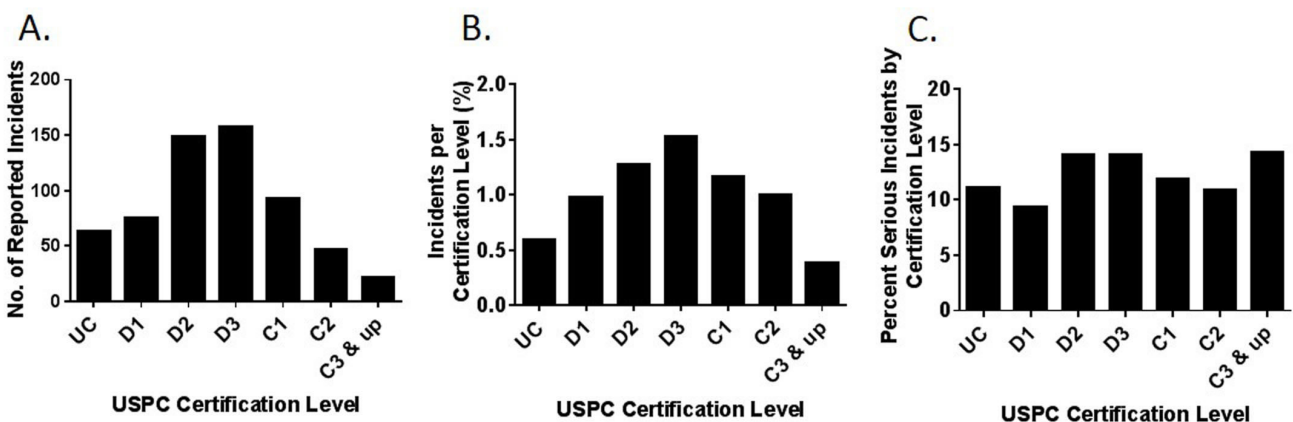 A.
No. of Reported Incidents
200
150
100
50
0
UC
D1
D2
D3
C1
C2
C3 & up
USPC Certification Level
B.
Incidents per
Certification Level (%)
2.0
1.5
1.0
0.5
0.0
UC
D1
D2
D3
C1
C2
C3 & up
USPC Certification Level
C.
Percent Serious Incidents by
Certification Level
20
15
10
5
0
UC
D1
D2
D3
C1
C2
C3 & up
USPC Certification Level